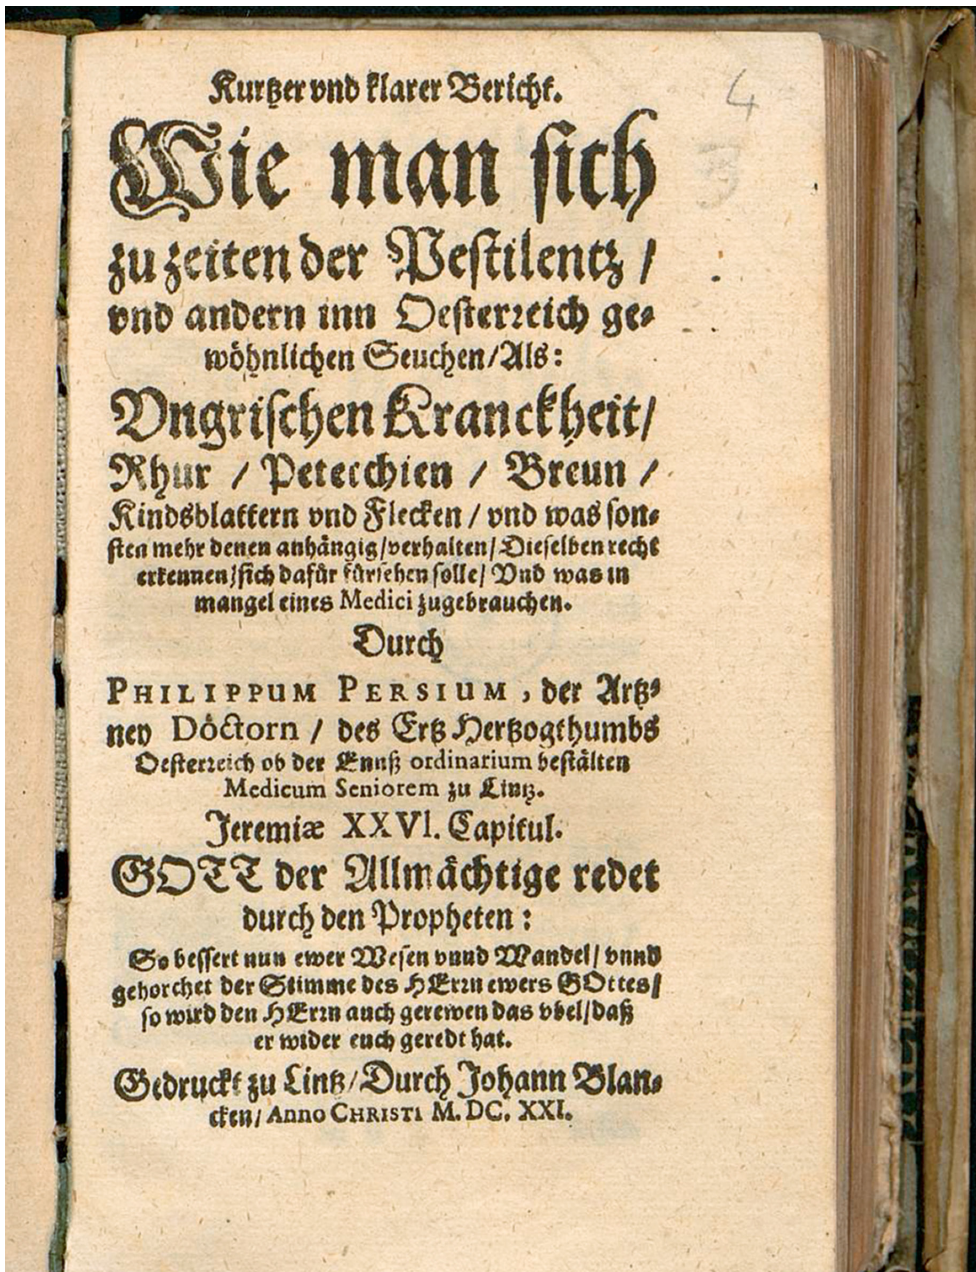 Kurtzer vnd klarer Bericht.
4
Wie man sich
3
zu zeiten der Pestilentz /
vnd andern inn Oesterreich ge-
wöhnlichen Seuchen/Als:
Vngrischen Kranckheit/
Rhur / Petecchien / Breun /
Kindsblattern vnd Flecken / vnd was son-
sten mehr denen anhängig/verhalten/Dieselben recht
erkennen/sich dafür fürsehen solle/ Vnd was in
mangel eines Medici zugebrauchen.
Durch
PHILIPPUM PERSIUM, der Artz-
ney Dôctorn / des Ertz Hertzogthumbs
Oesterreich ob der Ennß ordinarium bestälten
Medicum Seniorem zu Lintz.
Jeremiæ XXVI. Capitul.
GOTT der Allmächtige redet
durch den Propheten:
So bessert nun ewer Wesen vnnd Wandel/ vnnd
gehorchet der Stimme des HErrn ewers GOttes/
so wird den HErrn auch gerewen das vbel/daß
er wider euch geredt hat.
Gedruckt zu Lintz/Durch Johann Blan-
cken/ Anno CHRISTI M. DC. XXI.